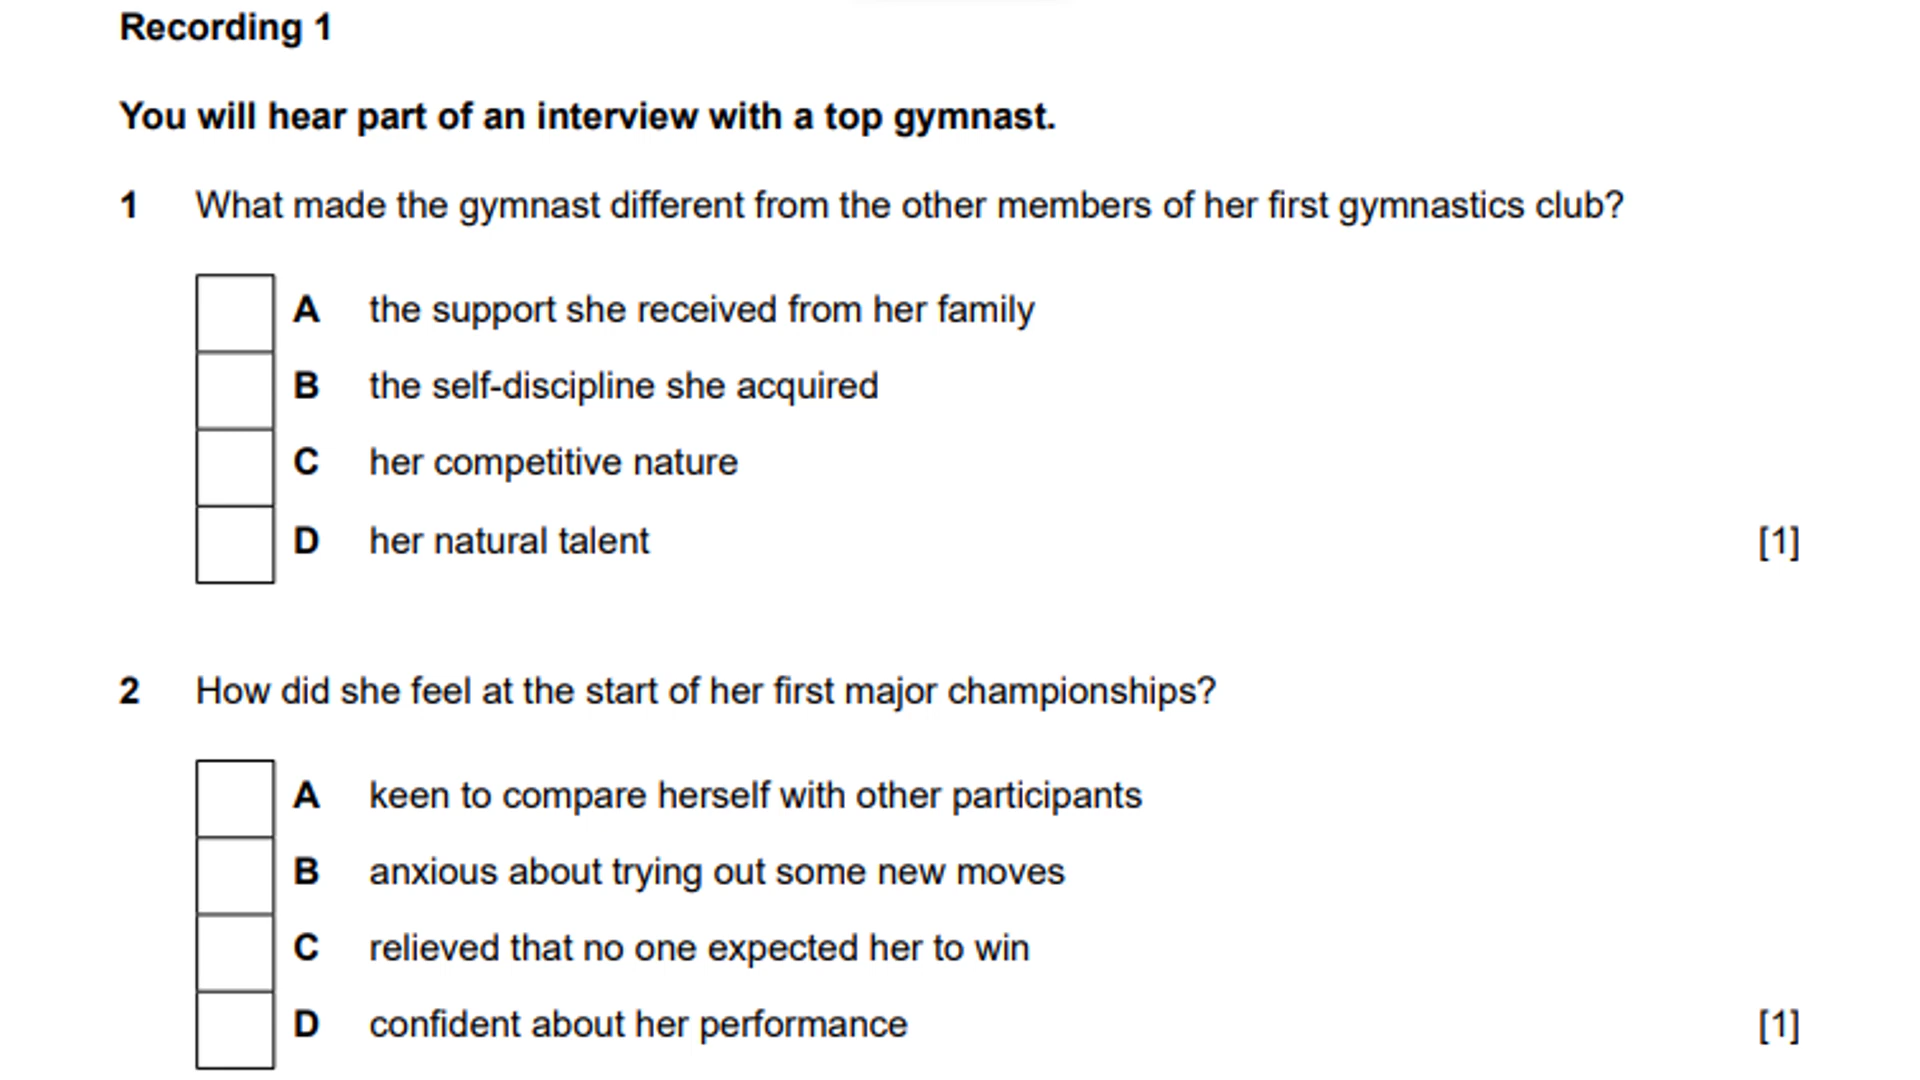 Recording 1
You will hear part of an interview with a top gymnast.
1 What made the gymnast different from the other members of her first gymnastics club?
A the support she received from her family
B the self-discipline she acquired
C her competitive nature
D her natural talent [1]
2 How did she feel at the start of her first major championships?
A keen to compare herself with other participants
B anxious about trying out some new moves
C relieved that no one expected her to win
D confident about her performance [1]